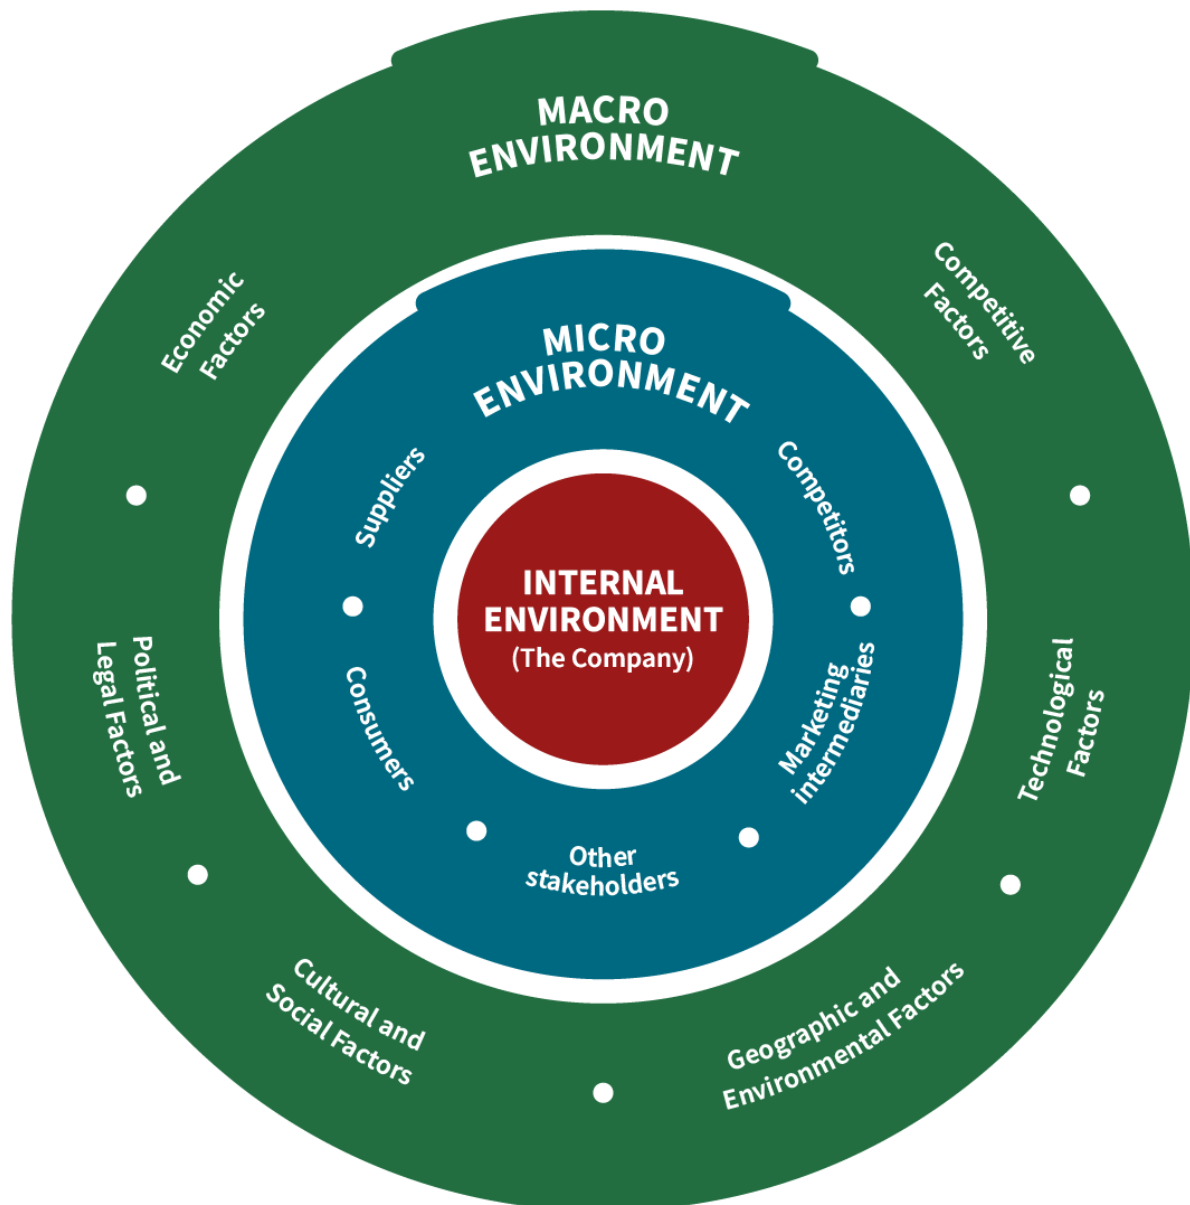 MACRO
ENVIRONMENT
Economic
Factors
Competitive
Factors
MICRO
ENVIRONMENT
Suppliers
Competitors
INTERNAL
ENVIRONMENT
(The Company)
Political and
Legal Factors
Consumers
Marketing
intermediaries
Technological
Factors
Other
stakeholders
Cultural and
Social Factors
Geographic and
Environmental Factors